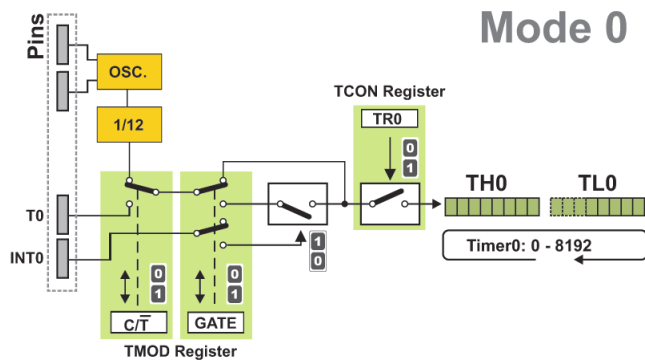 Mode 0
Pins
OSC.
1/12
TCON Register
TR0
0
1
TH0
TL0
T0
INT0
1
0
Timer0: 0 - 8192
0
1
0
1
C/T̅
GATE
TMOD Register